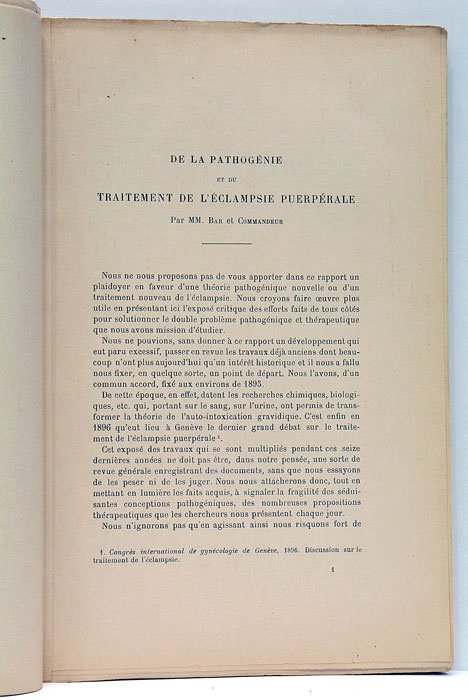 DE LA PATHOGÉNIE
ET DU
TRAITEMENT DE L'ÉCLAMPSIE PUERPÉRALE
Par MM. BAR et COMMANDEUR
Nous ne nous proposons pas de vous apporter dans ce rapport un
plaidoyer en faveur d'une théorie pathogénique nouvelle ou d'un
traitement nouveau de l'éclampsie. Nous croyons faire œuvre plus
utile en présentant ici l'exposé critique des efforts faits de tous côtés
pour solutionner le double problème pathogénique et thérapeutique
que nous avons mission d'étudier.
Nous ne pouvions, sans donner à ce rapport un développement qui
eut paru excessif, passer en revue les travaux déjà anciens dont beau-
coup n'ont plus aujourd'hui qu'un intérêt historique et il nous a fallu
nous fixer, en quelque sorte, un point de départ. Nous l'avons, d'un
commun accord, fixé aux environs de 1895.
De cette époque, en effet, datent les recherches chimiques, biologi-
ques, etc. qui, portant sur le sang, sur l'urine, ont permis de trans-
former la théorie de l'auto-intoxication gravidique. C'est enfin en
1896 qu'eut lieu à Genève le dernier grand débat sur le traite-
ment de l'éclampsie puerpérale¹.
Cet exposé des travaux qui se sont multipliés pendant ces seize
dernières années ne doit pas être, dans notre pensée, une sorte de
revue générale enregistrant des documents, sans que nous essayons
de les peser ni de les juger. Nous nous attacherons donc, tout en
mettant en lumière les faits acquis, à signaler la fragilité des sédui-
santes conceptions pathogéniques, des nombreuses propositions
thérapeutiques que les chercheurs nous présentent chaque jour.
Nous n'ignorons pas qu'en agissant ainsi nous risquons fort de
1. Congrès international de gynécologie de Genève, 1896. Discussion sur le
traitement de l'éclampsie.
1